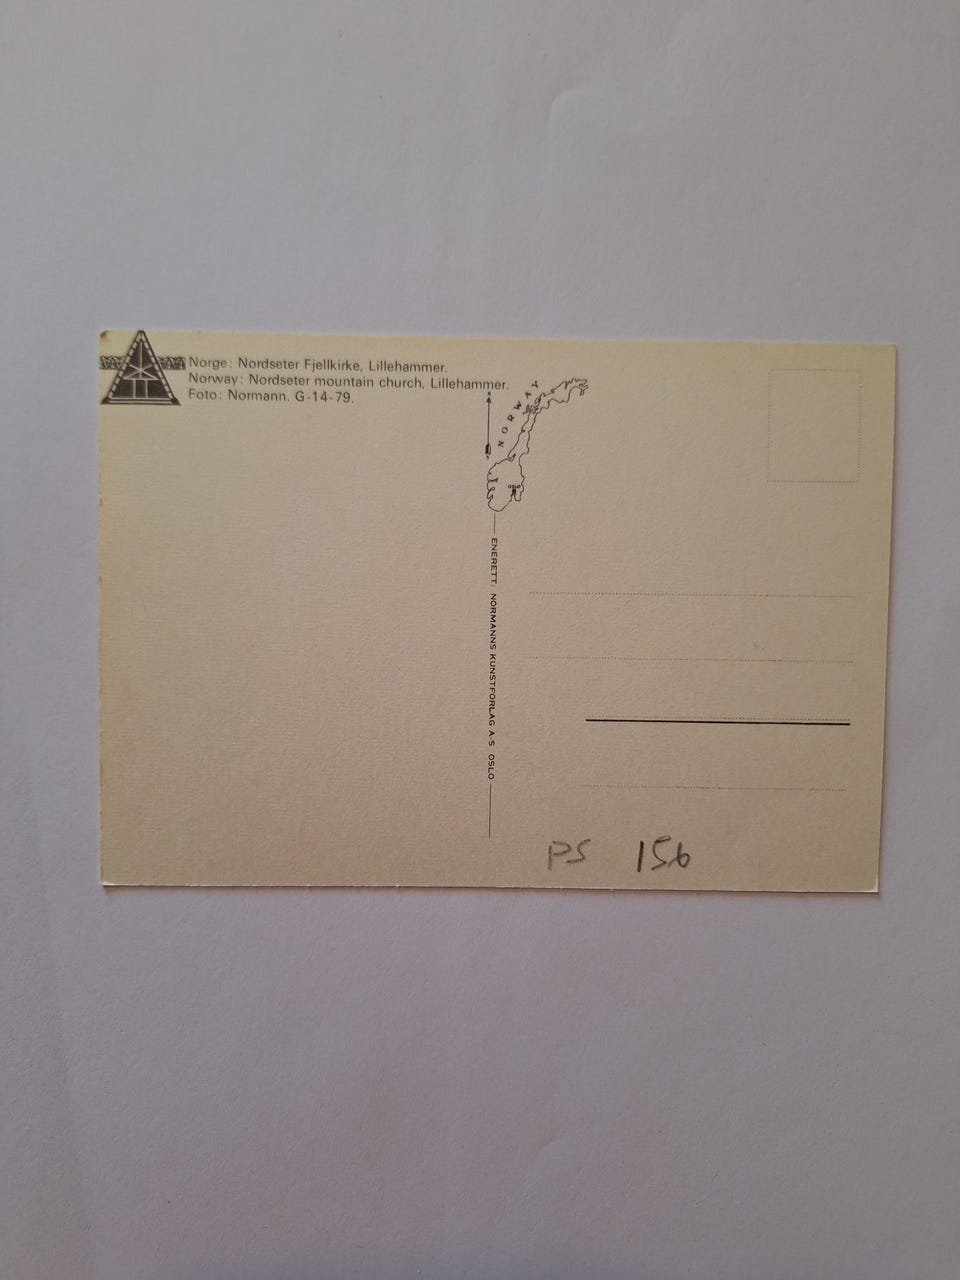 Norge: Nordseter Fjellkirke, Lillehammer.
Norway: Nordseter mountain church, Lillehammer.
Foto: Normann. G-14-79.
NORWAY
OSLO
ENERETT: NORMANNS KUNSTFORLAG A-S OSLO
PS 156